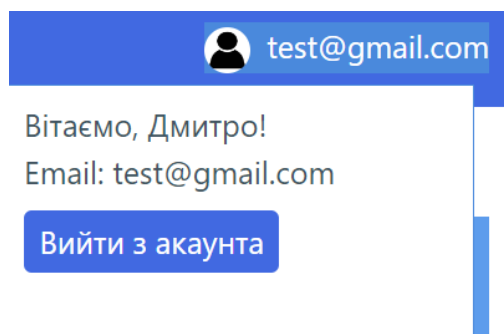 test@gmail.com
Вітаємо, Дмитро!
Email: test@gmail.com
Вийти з акаунта